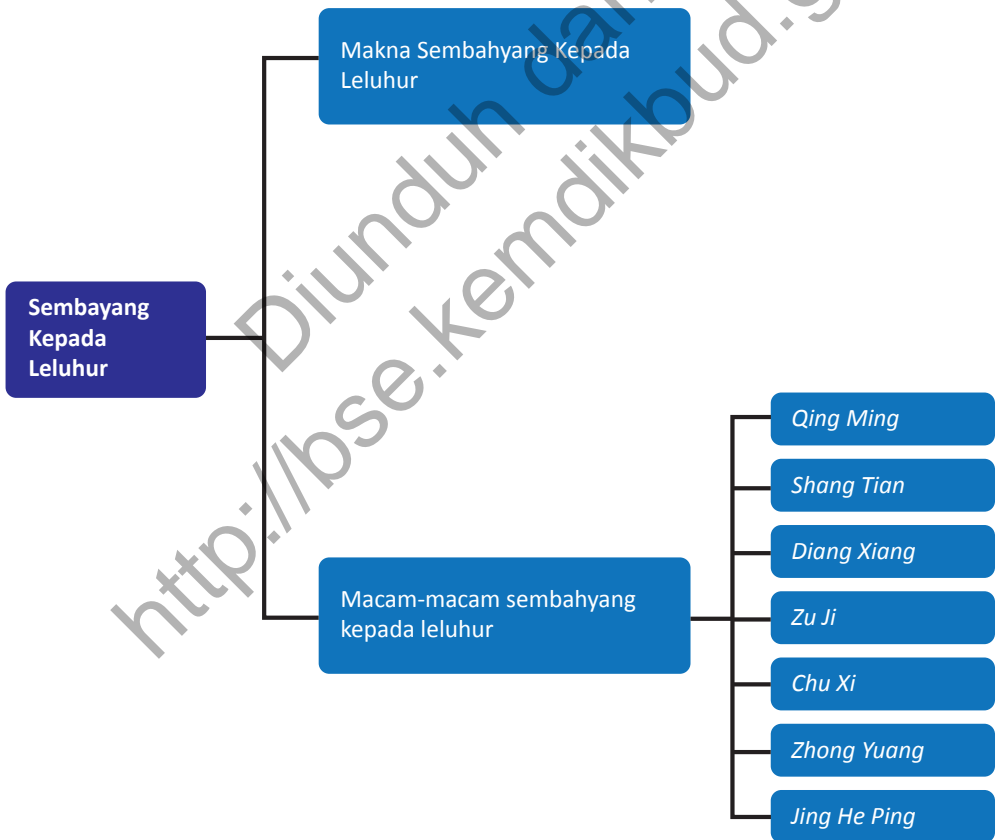 Makna Sembahyang Kepada
Leluhur
Sembayang
Kepada
Leluhur
Macam-macam sembahyang
kepada leluhur
Qing Ming
Shang Tian
Diang Xiang
Zu Ji
Chu Xi
Zhong Yuang
Jing He Ping
Diunduh dari
http://bse.kemdikbud.g